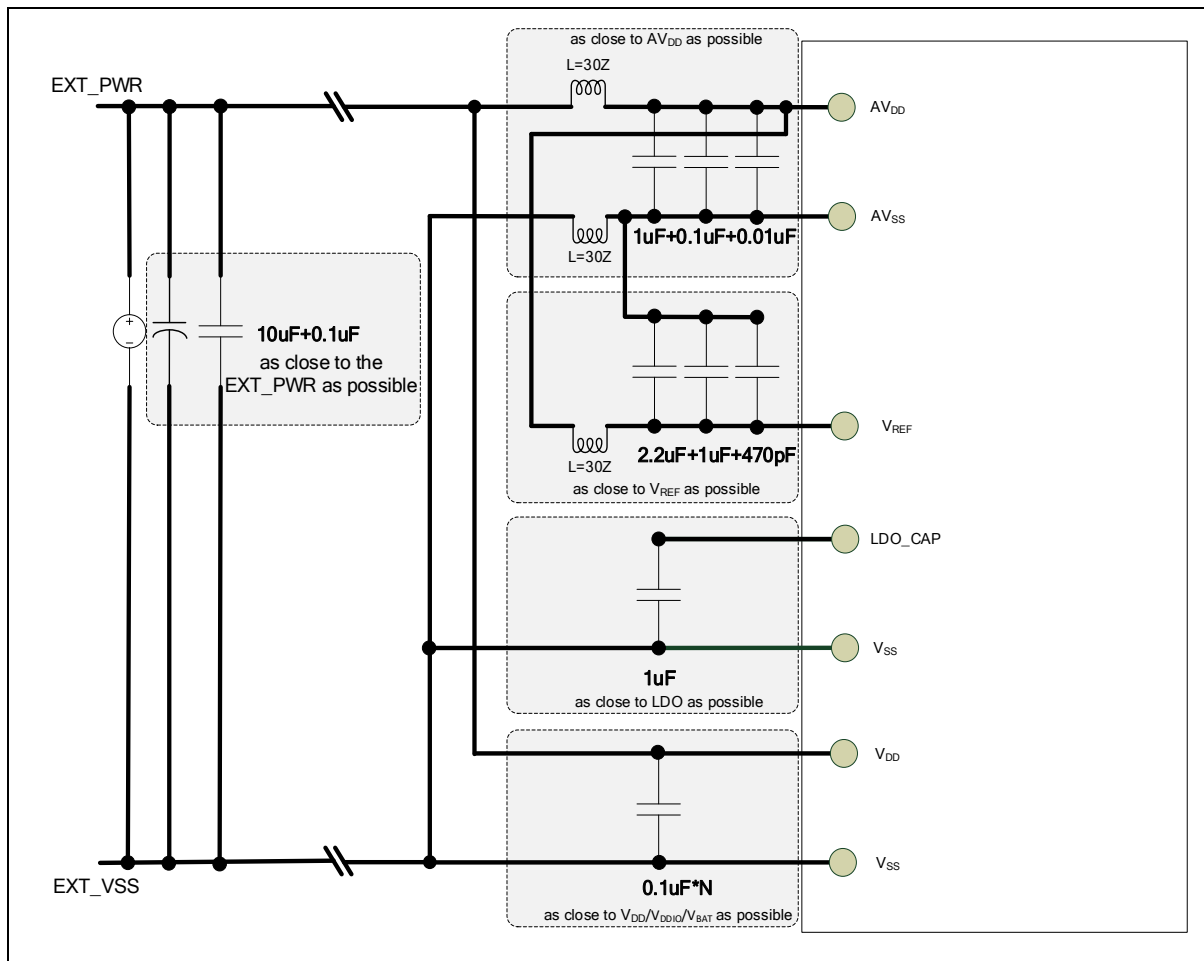 as close to AVDD as possible
L=30Z
EXT_PWR
AVDD
AVSS
1uF+0.1uF+0.01uF
L=30Z
+
-
10uF+0.1uF
as close to the
EXT_PWR as possible
VREF
L=30Z
2.2uF+1uF+470pF
as close to VREF as possible
LDO_CAP
VSS
1uF
as close to LDO as possible
VDD
VSS
EXT_VSS
0.1uF*N
as close to VDD/VDDIO/VBAT as possible